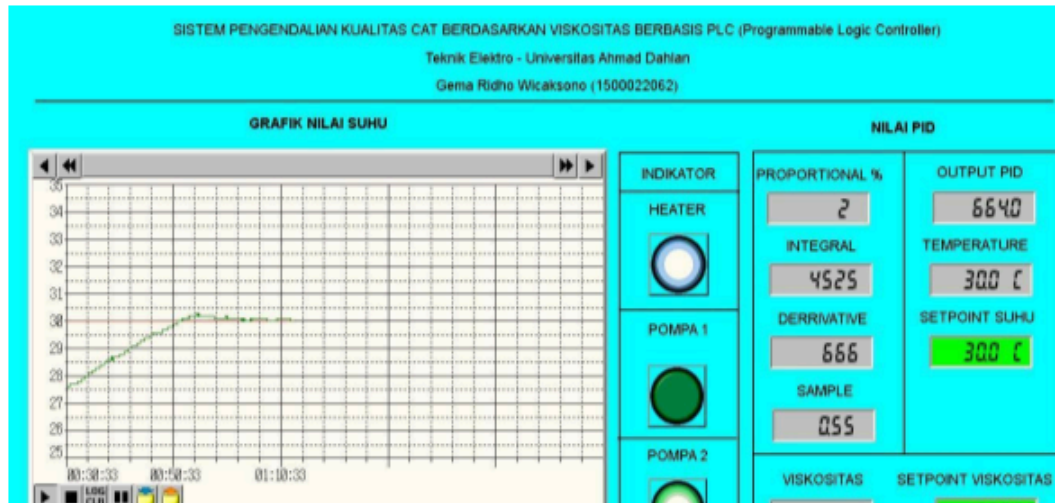 SISTEM PENGENDALIAN KUALITAS CAT BERDASARKAN VISKOSITAS BERBASIS PLC (Programmable Logic Controller)
Teknik Elektro - Universitas Ahmad Dahlan
Gema Ridho Wicaksono (1500022062)
GRAFIK NILAI SUHU
35
34
33
32
31
30
29
28
27
26
25
00:30:33 00:50:33 01:10:33
LOG
CLR
INDIKATOR
HEATER
POMPA 1
POMPA 2
NILAI PID
PROPORTIONAL %
2
INTEGRAL
4525
DERRIVATIVE
666
SAMPLE
0.55
OUTPUT PID
664.0
TEMPERATURE
30.0 C
SETPOINT SUHU
30.0 C
VISKOSITAS
SETPOINT VISKOSITAS